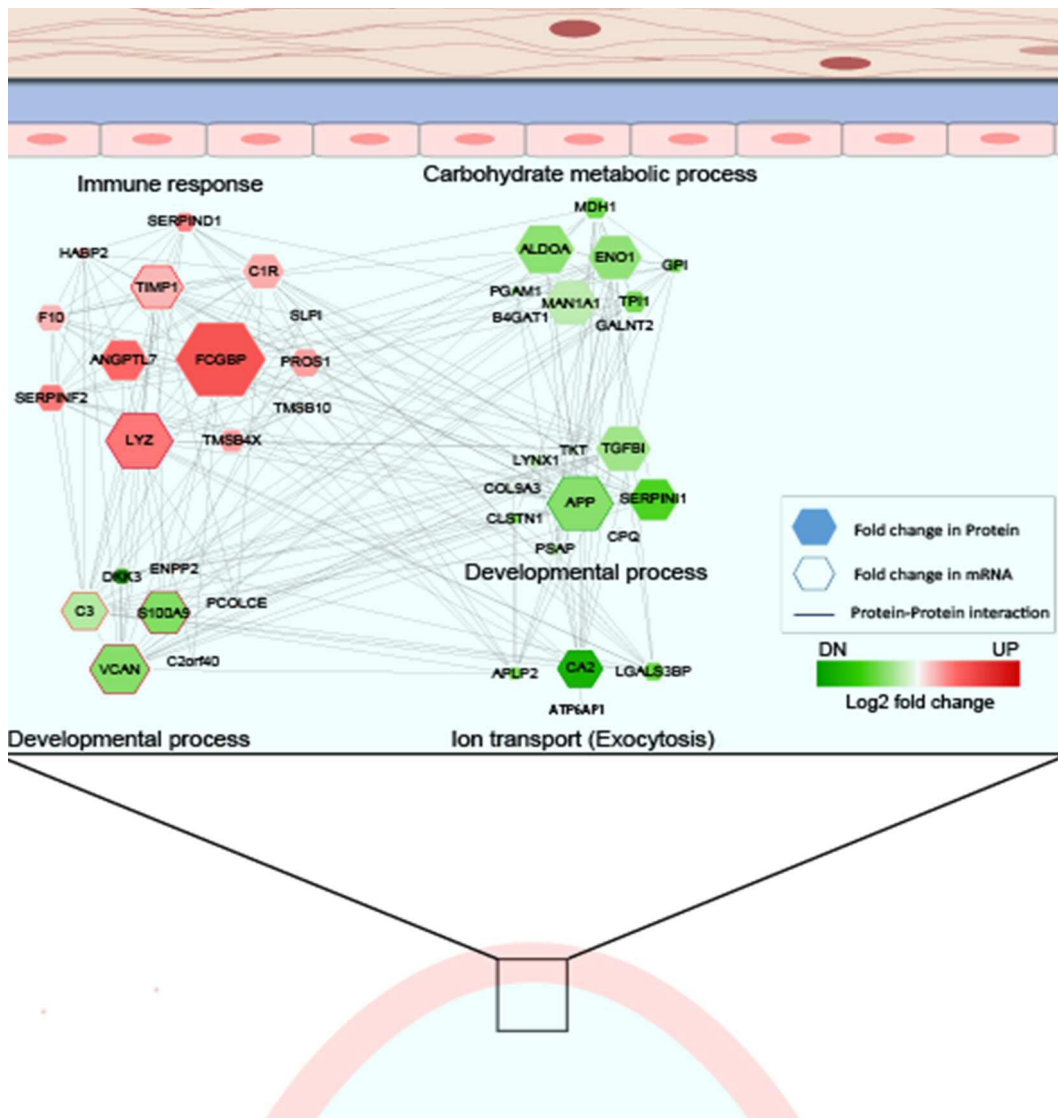 Immune response
Carbohydrate metabolic process
SERPIND1
HABP2
TIMP1
C1R
F10
SLPI
ANGPTL7
FCGBP
PROS1
SERPINF2
TMSB10
LYZ
TMSB4X
MDH1
ALDOA
ENO1
GPI
PGAM1
MAN1A1
TPI1
B4GAT1
GALNT2
TKT
TGFBI
LYNX1
COL9A3
APP
SERPINI1
CLSTN1
CPQ
PSAP
Developmental process
DKK3
ENPP2
C3
S100A9
PCOLCE
VCAN
C2orf40
APLP2
CA2
LGALS3BP
ATP6AP1
Developmental process
Ion transport (Exocytosis)
Fold change in Protein
Fold change in mRNA
Protein-Protein interaction
DN UP
Log2 fold change